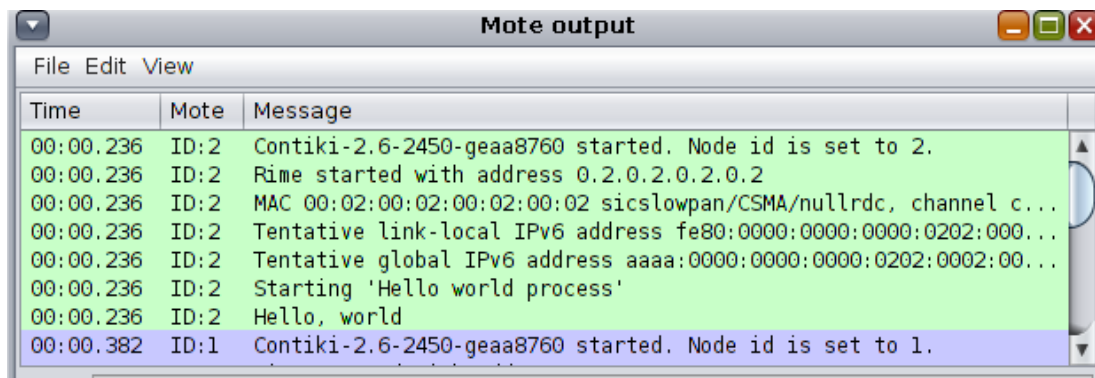 Mote output
File Edit View
Time Mote Message
00:00.236 ID:2 Contiki-2.6-2450-geaa8760 started. Node id is set to 2.
00:00.236 ID:2 Rime started with address 0.2.0.2.0.2.0.2
00:00.236 ID:2 MAC 00:02:00:02:00:02:00:02 sicslowpan/CSMA/nullrdc, channel c...
00:00.236 ID:2 Tentative link-local IPv6 address fe80:0000:0000:0000:0202:000...
00:00.236 ID:2 Tentative global IPv6 address aaaa:0000:0000:0000:0202:0002:00...
00:00.236 ID:2 Starting 'Hello world process'
00:00.236 ID:2 Hello, world
00:00.382 ID:1 Contiki-2.6-2450-geaa8760 started. Node id is set to 1.